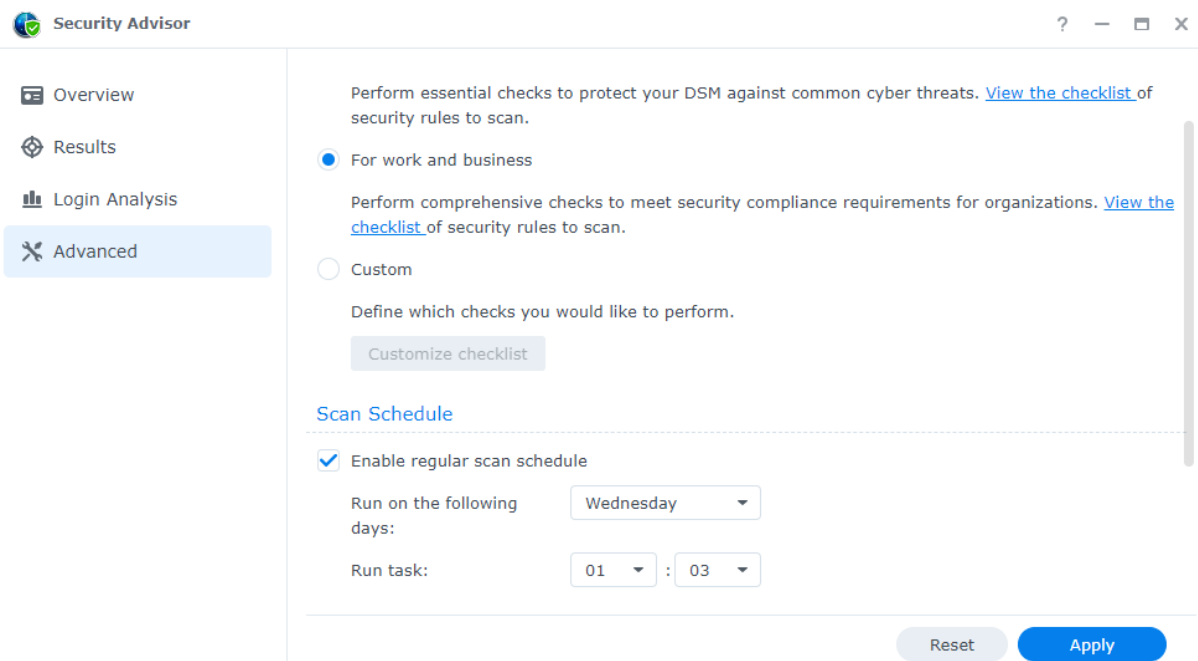 Security Advisor
?
Overview
Results
Login Analysis
Advanced
Perform essential checks to protect your DSM against common cyber threats. View the checklist of
security rules to scan.
For work and business
Perform comprehensive checks to meet security compliance requirements for organizations. View the
checklist of security rules to scan.
Custom
Define which checks you would like to perform.
Customize checklist
Scan Schedule
Enable regular scan schedule
Run on the following
days:
Wednesday
Run task:
01 : 03
Reset
Apply